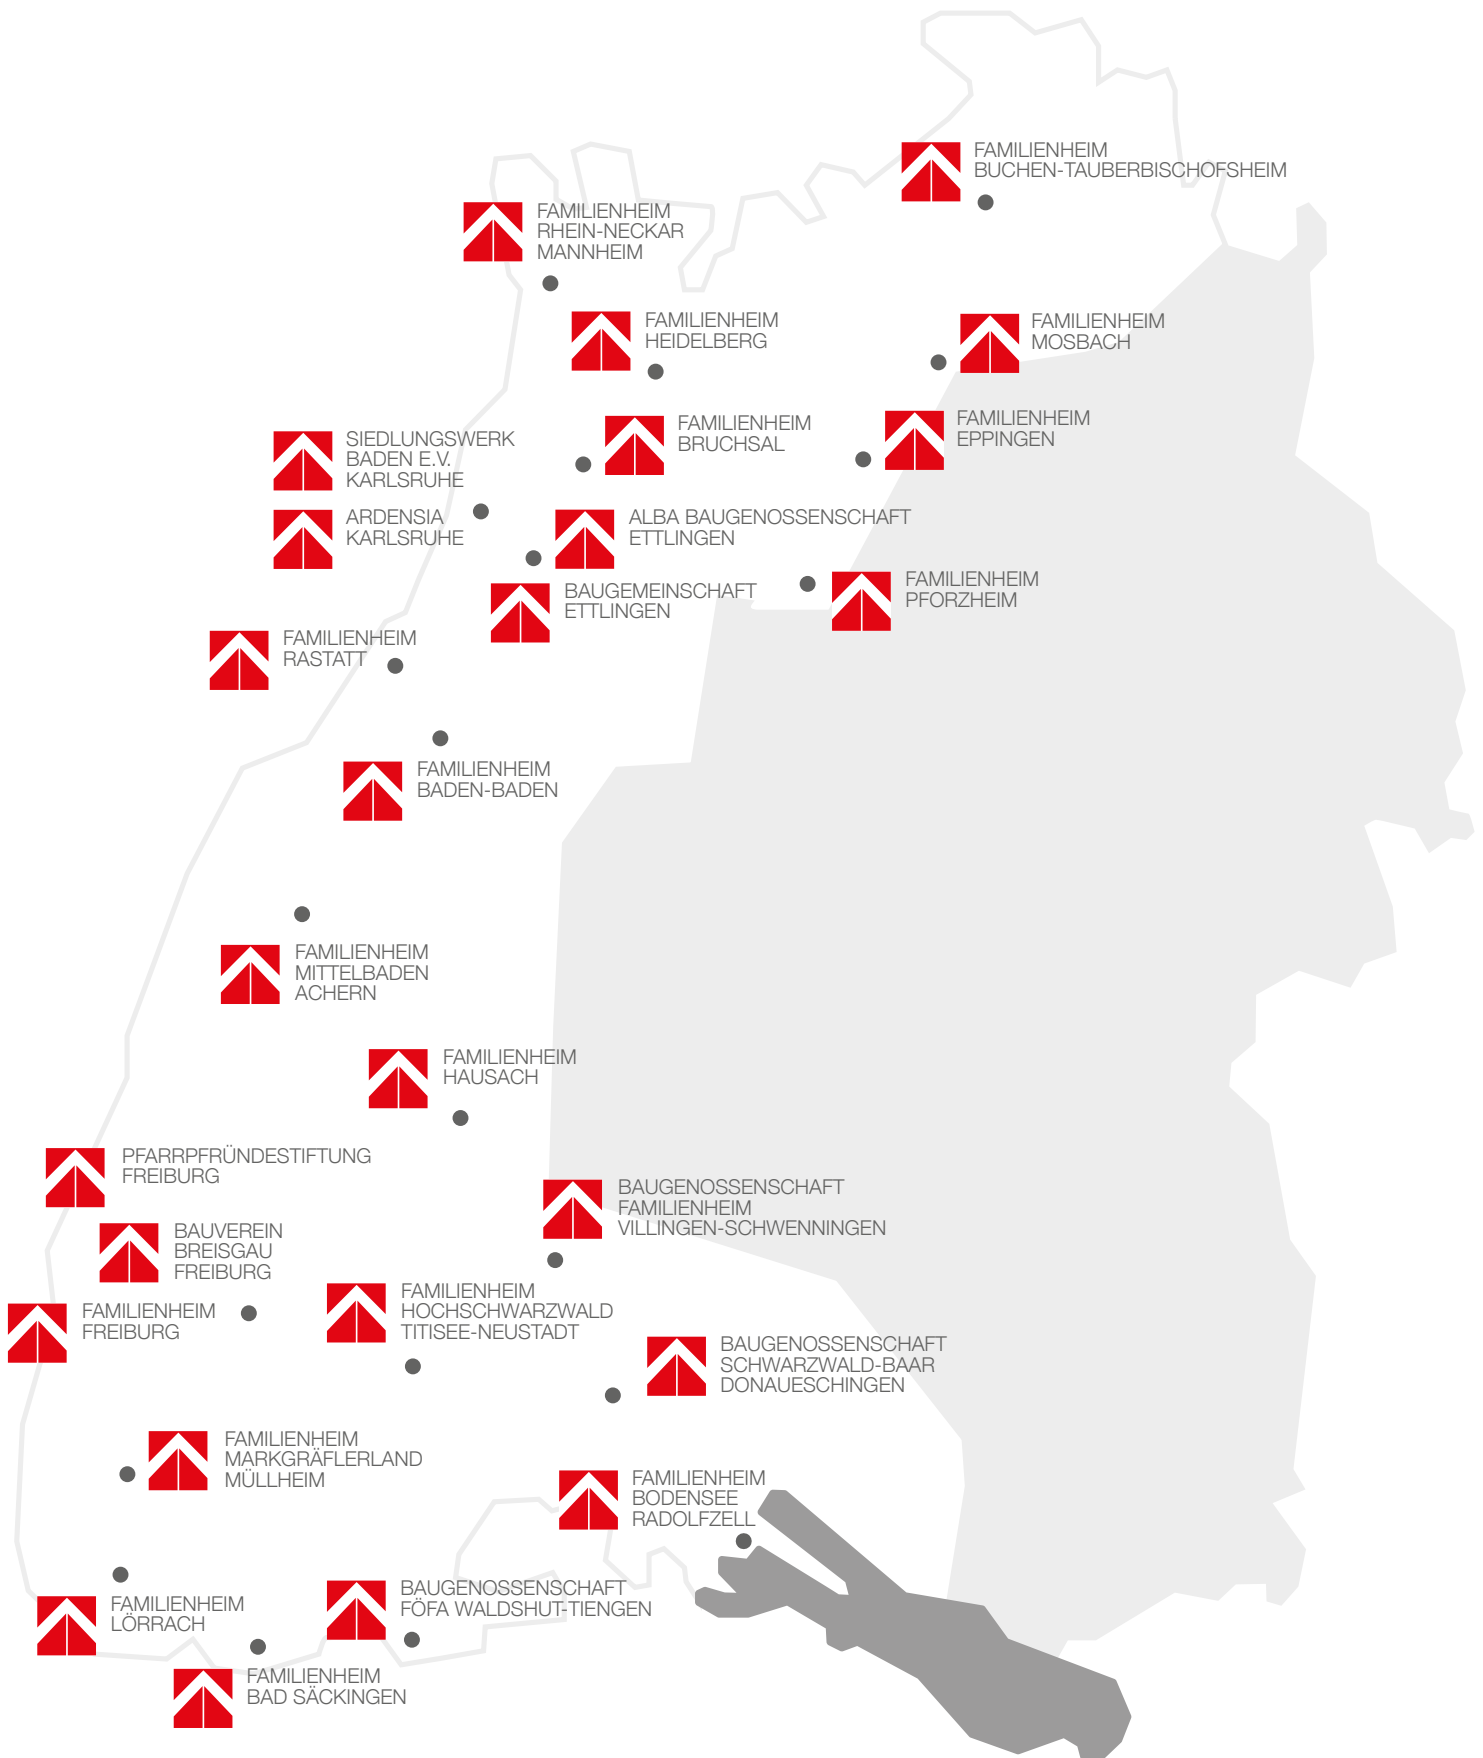 FAMILIENHEIM
BUCHEN-TAUBERBISCHOFSHEIM
FAMILIENHEIM
RHEIN-NECKAR
MANNHEIM
FAMILIENHEIM
HEIDELBERG
FAMILIENHEIM
MOSBACH
FAMILIENHEIM
BRUCHSAL
FAMILIENHEIM
EPPINGEN
SIEDLUNGSWERK
BADEN E.V.
KARLSRUHE
ARDENSIA
KARLSRUHE
ALBA BAUGENOSSENSCHAFT
ETTLINGEN
BAUGEMEINSCHAFT
ETTLINGEN
FAMILIENHEIM
PFORZHEIM
FAMILIENHEIM
RASTATT
FAMILIENHEIM
BADEN-BADEN
FAMILIENHEIM
MITTELBADEN
ACHERN
FAMILIENHEIM
HAUSACH
PFARRPFRÜNDESTIFTUNG
FREIBURG
BAUGENOSSENSCHAFT
FAMILIENHEIM
VILLINGEN-SCHWENNINGEN
BAUVEREIN
BREISGAU
FREIBURG
FAMILIENHEIM
FREIBURG
FAMILIENHEIM
HOCHSCHWARZWALD
TITISEE-NEUSTADT
BAUGENOSSENSCHAFT
SCHWARZWALD-BAAR
DONAUESCHINGEN
FAMILIENHEIM
MARKGRÄFLERLAND
MÜLLHEIM
FAMILIENHEIM
BODENSEE
RADOLFZELL
FAMILIENHEIM
LÖRRACH
BAUGENOSSENSCHAFT
FÖFA WALDSHUT-TIENGEN
FAMILIENHEIM
BAD SÄCKINGEN